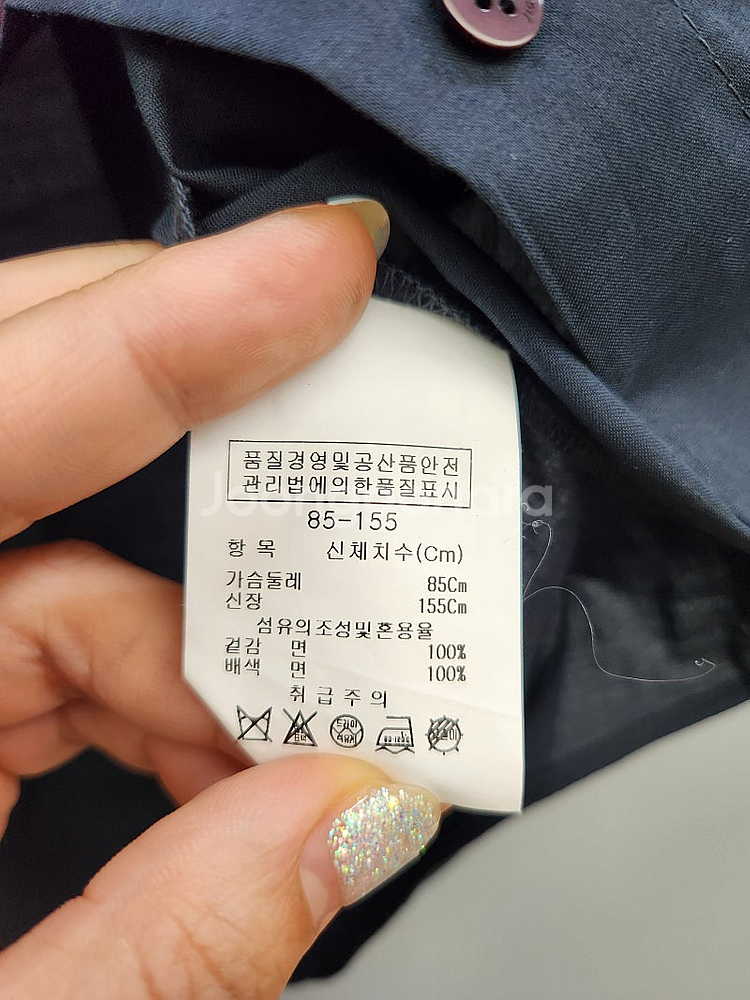 품질경영및공산품안전
관리법에의한품질표시
85-155
항 목 신체치수(Cm)
가슴둘레 85Cm
신장 155Cm
섬유의조성및혼용율
겉감 면 100%
배색 면 100%
취급주의
드라이